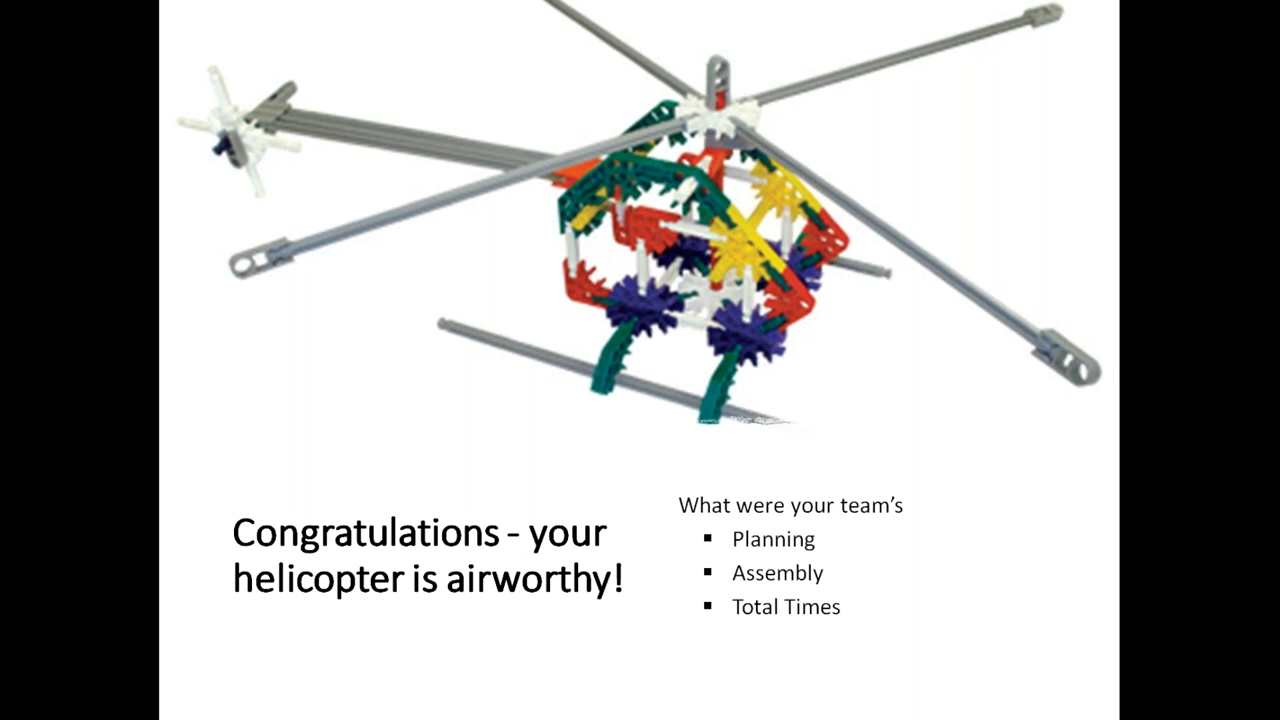 Congratulations - your
helicopter is airworthy!
What were your team’s
▪ Planning
▪ Assembly
▪ Total Times